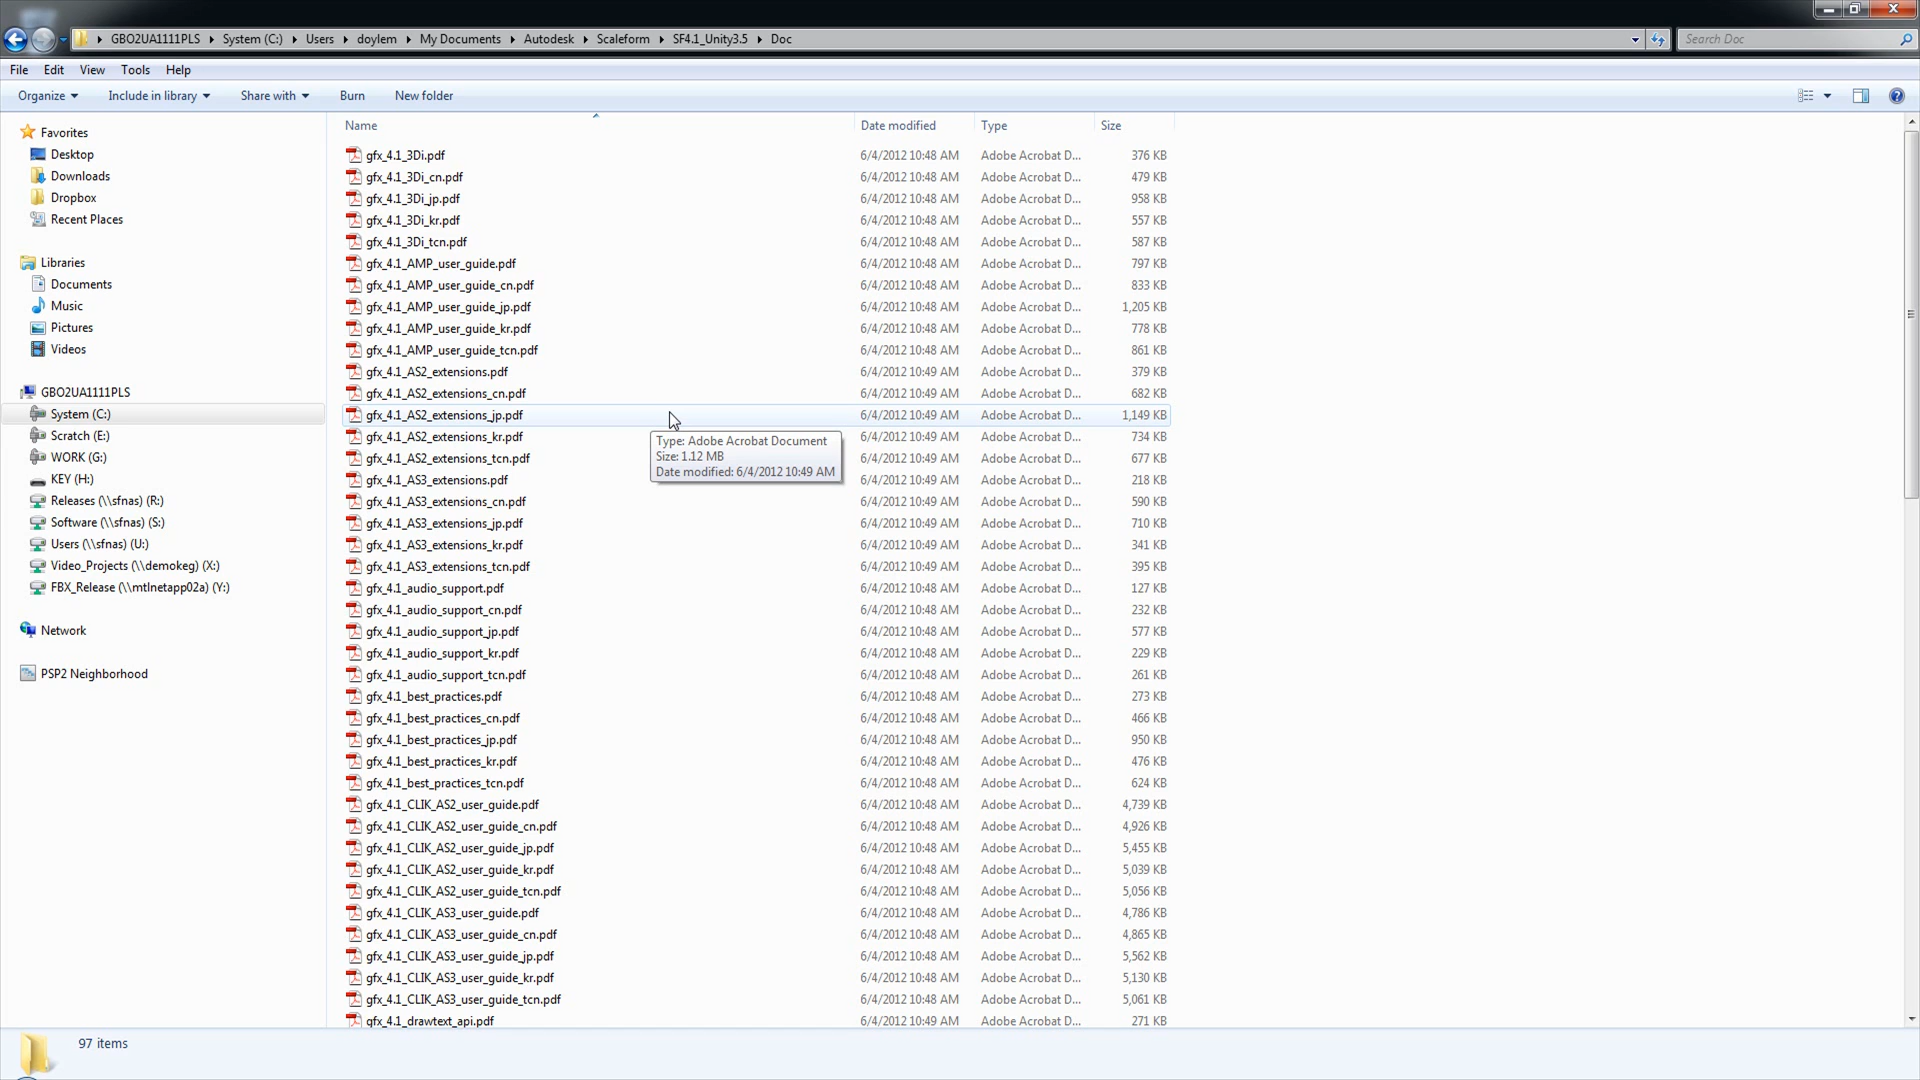 GBO2UA1111PLS System (C:) Users doylem My Documents Autodesk Scaleform SF4.1_Unity3.5 Doc Search Doc
File Edit View Tools Help
Organize Include in library Share with Burn New folder
Name Date modified Type Size
Favorites
Desktop
Downloads
Dropbox
Recent Places
Libraries
Documents
Music
Pictures
Videos
GBO2UA1111PLS
System (C:)
Scratch (E:)
WORK (G:)
KEY (H:)
Releases (\\sfnas) (R:)
Software (\\sfnas) (S:)
Users (\\sfnas) (U:)
Video_Projects (\\demokeg) (X:)
FBX_Release (\\mtlnetapp02a) (Y:)
Network
PSP2 Neighborhood
gfx_4.1_3Di.pdf 6/4/2012 10:48 AM Adobe Acrobat D... 376 KB
gfx_4.1_3Di_cn.pdf 6/4/2012 10:48 AM Adobe Acrobat D... 479 KB
gfx_4.1_3Di_jp.pdf 6/4/2012 10:48 AM Adobe Acrobat D... 958 KB
gfx_4.1_3Di_kr.pdf 6/4/2012 10:48 AM Adobe Acrobat D... 557 KB
gfx_4.1_3Di_tcn.pdf 6/4/2012 10:48 AM Adobe Acrobat D... 587 KB
gfx_4.1_AMP_user_guide.pdf 6/4/2012 10:48 AM Adobe Acrobat D... 797 KB
gfx_4.1_AMP_user_guide_cn.pdf 6/4/2012 10:48 AM Adobe Acrobat D... 833 KB
gfx_4.1_AMP_user_guide_jp.pdf 6/4/2012 10:48 AM Adobe Acrobat D... 1,205 KB
gfx_4.1_AMP_user_guide_kr.pdf 6/4/2012 10:48 AM Adobe Acrobat D... 778 KB
gfx_4.1_AMP_user_guide_tcn.pdf 6/4/2012 10:48 AM Adobe Acrobat D... 861 KB
gfx_4.1_AS2_extensions.pdf 6/4/2012 10:49 AM Adobe Acrobat D... 379 KB
gfx_4.1_AS2_extensions_cn.pdf 6/4/2012 10:49 AM Adobe Acrobat D... 682 KB
gfx_4.1_AS2_extensions_jp.pdf 6/4/2012 10:49 AM Adobe Acrobat D... 1,149 KB
gfx_4.1_AS2_extensions_kr.pdf 6/4/2012 10:49 AM Adobe Acrobat D... 734 KB
gfx_4.1_AS2_extensions_tcn.pdf 6/4/2012 10:49 AM Adobe Acrobat D... 677 KB
gfx_4.1_AS3_extensions.pdf 6/4/2012 10:49 AM Adobe Acrobat D... 218 KB
gfx_4.1_AS3_extensions_cn.pdf 6/4/2012 10:49 AM Adobe Acrobat D... 590 KB
gfx_4.1_AS3_extensions_jp.pdf 6/4/2012 10:49 AM Adobe Acrobat D... 710 KB
gfx_4.1_AS3_extensions_kr.pdf 6/4/2012 10:49 AM Adobe Acrobat D... 341 KB
gfx_4.1_AS3_extensions_tcn.pdf 6/4/2012 10:49 AM Adobe Acrobat D... 395 KB
gfx_4.1_audio_support.pdf 6/4/2012 10:48 AM Adobe Acrobat D... 127 KB
gfx_4.1_audio_support_cn.pdf 6/4/2012 10:48 AM Adobe Acrobat D... 232 KB
gfx_4.1_audio_support_jp.pdf 6/4/2012 10:48 AM Adobe Acrobat D... 577 KB
gfx_4.1_audio_support_kr.pdf 6/4/2012 10:48 AM Adobe Acrobat D... 229 KB
gfx_4.1_audio_support_tcn.pdf 6/4/2012 10:48 AM Adobe Acrobat D... 261 KB
gfx_4.1_best_practices.pdf 6/4/2012 10:48 AM Adobe Acrobat D... 273 KB
gfx_4.1_best_practices_cn.pdf 6/4/2012 10:48 AM Adobe Acrobat D... 466 KB
gfx_4.1_best_practices_jp.pdf 6/4/2012 10:48 AM Adobe Acrobat D... 950 KB
gfx_4.1_best_practices_kr.pdf 6/4/2012 10:48 AM Adobe Acrobat D... 476 KB
gfx_4.1_best_practices_tcn.pdf 6/4/2012 10:48 AM Adobe Acrobat D... 624 KB
gfx_4.1_CLIK_AS2_user_guide.pdf 6/4/2012 10:48 AM Adobe Acrobat D... 4,739 KB
gfx_4.1_CLIK_AS2_user_guide_cn.pdf 6/4/2012 10:48 AM Adobe Acrobat D... 4,926 KB
gfx_4.1_CLIK_AS2_user_guide_jp.pdf 6/4/2012 10:48 AM Adobe Acrobat D... 5,455 KB
gfx_4.1_CLIK_AS2_user_guide_kr.pdf 6/4/2012 10:48 AM Adobe Acrobat D... 5,039 KB
gfx_4.1_CLIK_AS2_user_guide_tcn.pdf 6/4/2012 10:48 AM Adobe Acrobat D... 5,056 KB
gfx_4.1_CLIK_AS3_user_guide.pdf 6/4/2012 10:48 AM Adobe Acrobat D... 4,786 KB
gfx_4.1_CLIK_AS3_user_guide_cn.pdf 6/4/2012 10:48 AM Adobe Acrobat D... 4,865 KB
gfx_4.1_CLIK_AS3_user_guide_jp.pdf 6/4/2012 10:48 AM Adobe Acrobat D... 5,562 KB
gfx_4.1_CLIK_AS3_user_guide_kr.pdf 6/4/2012 10:48 AM Adobe Acrobat D... 5,130 KB
gfx_4.1_CLIK_AS3_user_guide_tcn.pdf 6/4/2012 10:48 AM Adobe Acrobat D... 5,061 KB
gfx_4.1_drawtext_api.pdf 6/4/2012 10:49 AM Adobe Acrobat D... 271 KB
Type: Adobe Acrobat Document
Size: 1.12 MB
Date modified: 6/4/2012 10:49 AM
97 items